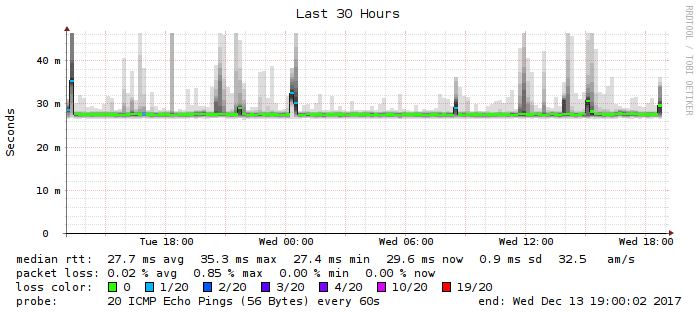 Last 30 Hours
RRDTOOL / TOBI OETIKER
Seconds
40 m
30 m
20 m
10 m
0
Tue 18:00 Wed 00:00 Wed 06:00 Wed 12:00 Wed 18:00
median rtt: 27.7 ms avg 35.3 ms max 27.4 ms min 29.6 ms now 0.9 ms sd 32.5 am/s
packet loss: 0.02 % avg 0.85 % max 0.00 % min 0.00 % now
loss color: 0 1/20 2/20 3/20 4/20 10/20 19/20
probe: 20 ICMP Echo Pings (56 Bytes) every 60s end: Wed Dec 13 19:00:02 2017